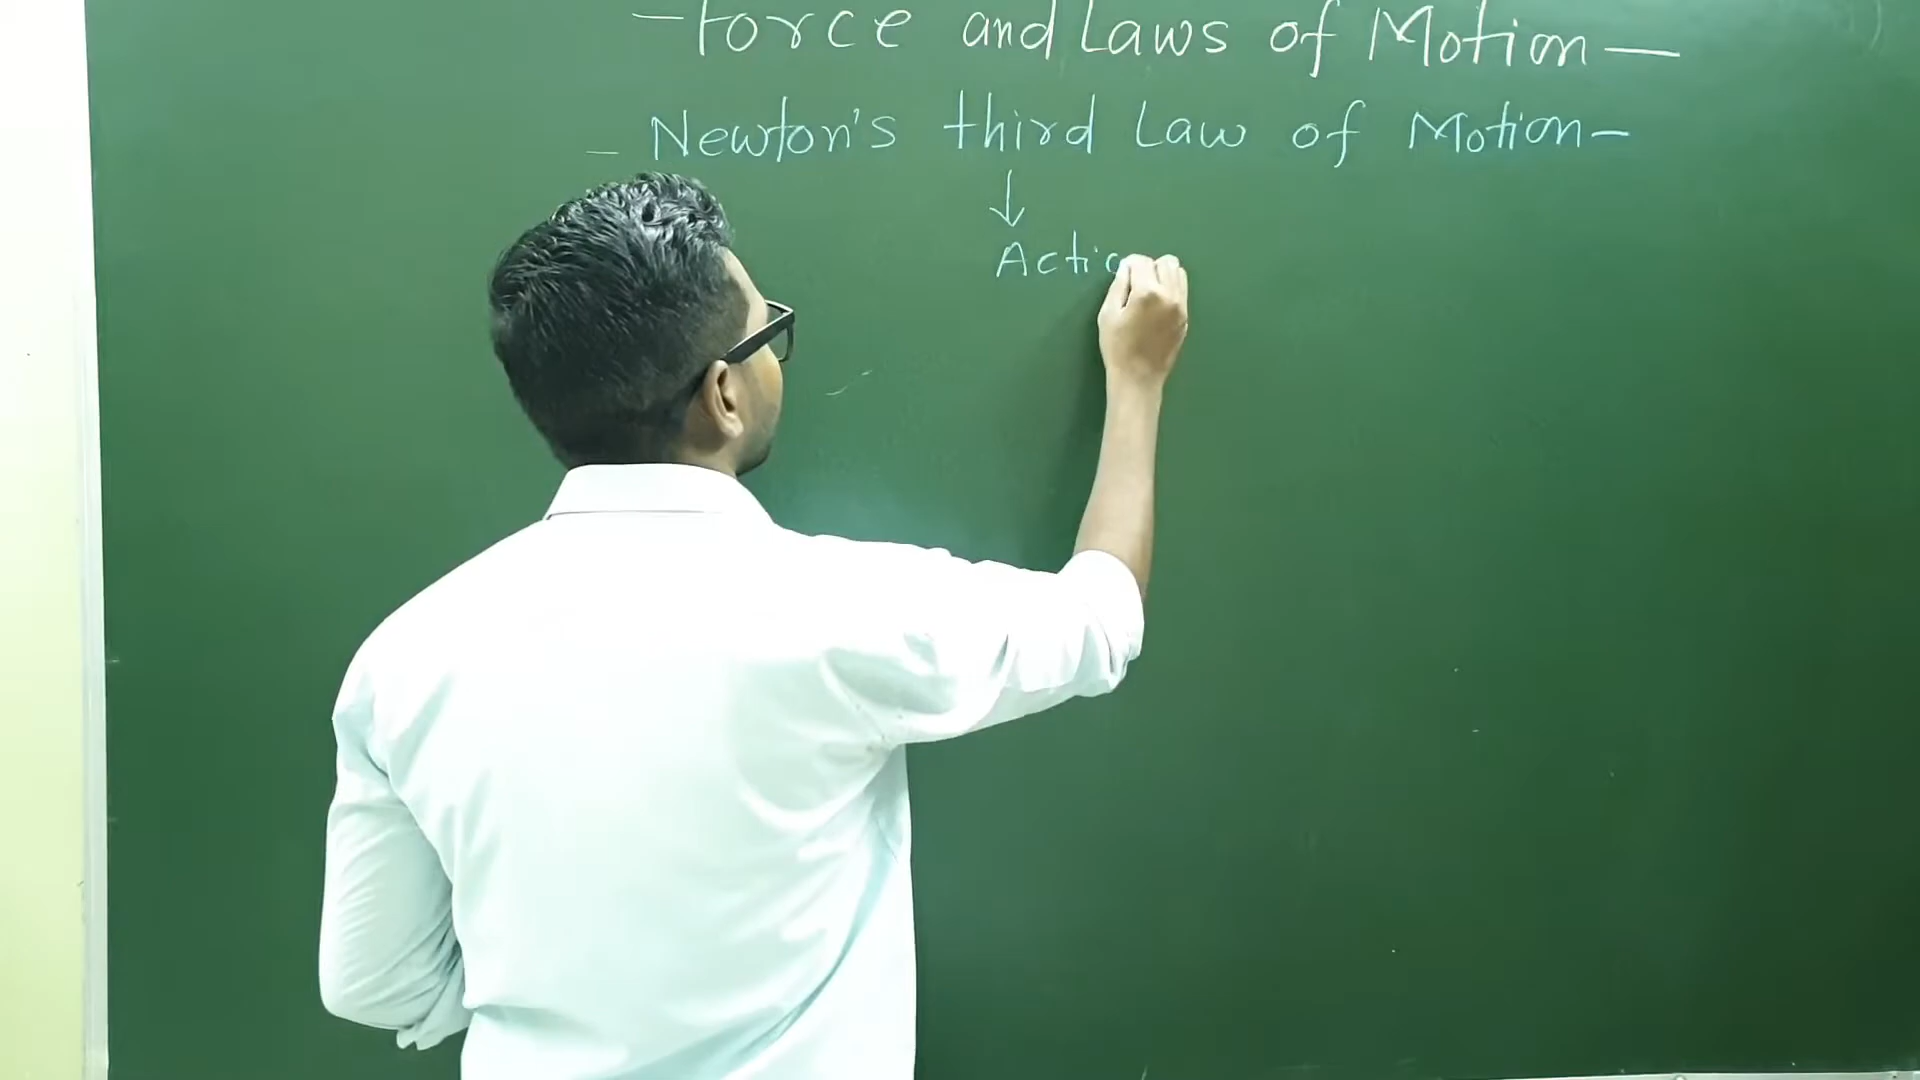 — Force and Laws of Motion —
— Newton's third Law of Motion —
↓
Actio